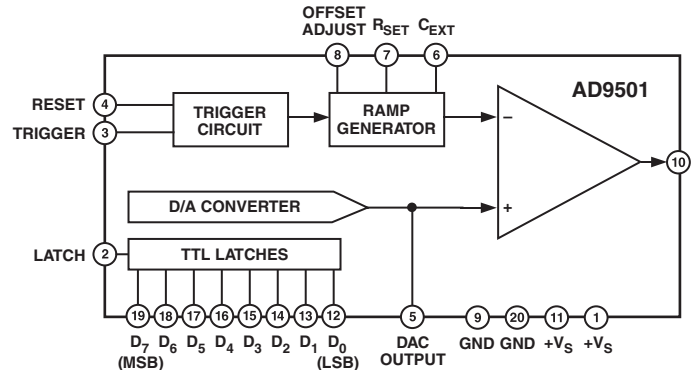 OFFSET
ADJUST
R_SET
C_EXT
8
7
6
AD9501
RESET
4
TRIGGER
3
TRIGGER
CIRCUIT
RAMP
GENERATOR
−
+
10
D/A CONVERTER
LATCH
2
TTL LATCHES
19 18 17 16 15 14 13 12 5 9 20 11 1
D7 D6 D5 D4 D3 D2 D1 D0
(MSB)
(LSB)
DAC
OUTPUT
GND GND +VS +VS